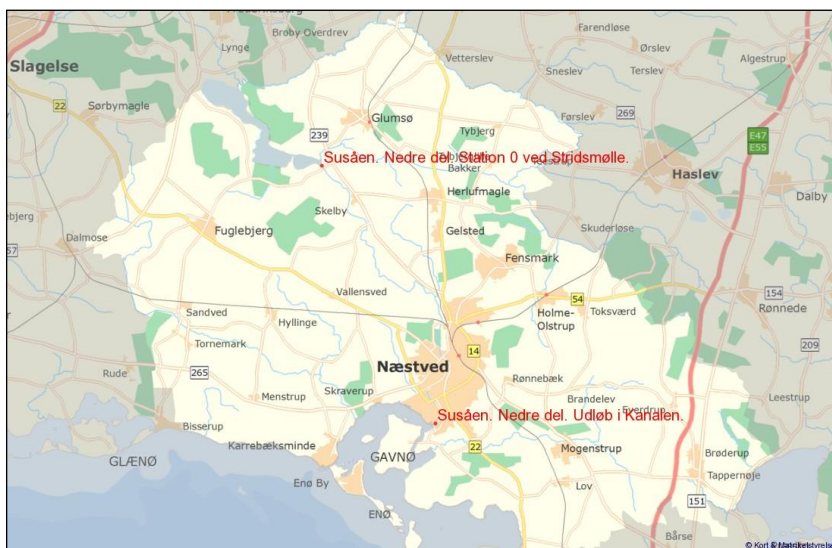 Broby Overdrev
Farendløse
Lynge
Vetterslev
Ørslev
Algestrup
Slagelse
Sneslev
Terslev
22
Sørbymagle
Glumsø
269
Førslev
239
Tybjerg
E47
E55
Susåen. Nedre del. Station 0 ved Stridsmølle.
Bakker
Haslev
Herlufmagle
Dalby
Skelby
Fuglebjerg
Gelsted
Skuderløse
Dalmose
Fensmark
57
Vallensved
154
54
Rønnede
Sandved
Hyllinge
Holme-
Olstrup
Toksværd
Tornemark
14
209
Næstved
Rude
265
Rønnebæk
Menstrup
Skraverup
Brandelev
Leestrup
Susåen. Nedre del. Udløb i Kanalen.
Everdrup
Bisserup
Karrebæksminde
22
GLÆNØ
GAVNØ
Mogenstrup
Brøderup
Enø By
Lov
Tappernøje
151
ENØ
Bårse